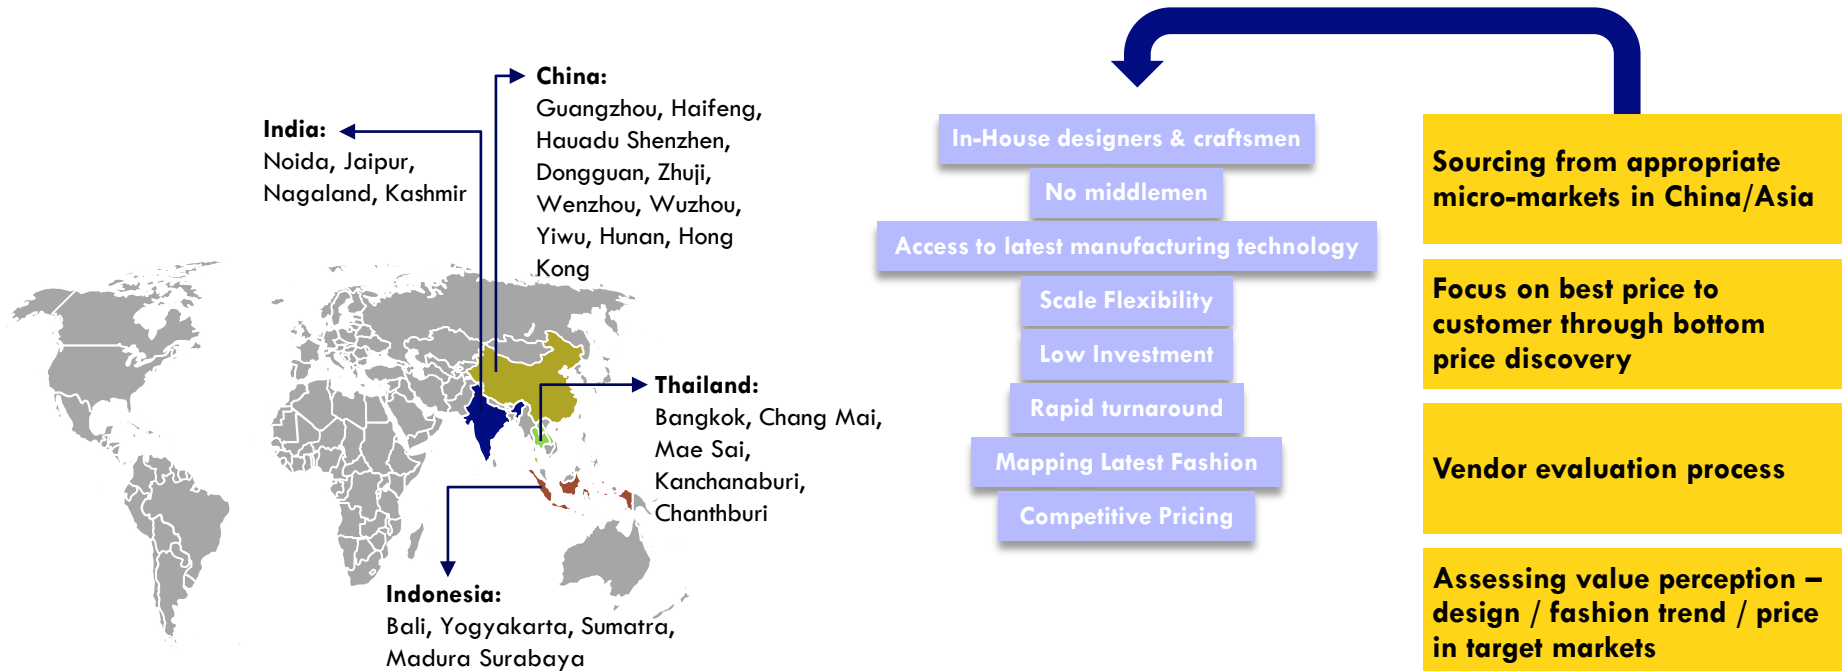 China:
Guangzhou, Haifeng,
Hauadu Shenzhen,
Dongguan, Zhuji,
Wenzhou, Wuzhou,
Yiwu, Hunan, Hong
Kong
India:
Noida, Jaipur,
Nagaland, Kashmir
Thailand:
Bangkok, Chang Mai,
Mae Sai,
Kanchanaburi,
Chanthburi
Indonesia:
Bali, Yogyakarta, Sumatra,
Madura Surabaya
In-House designers & craftsmen
No middlemen
Access to latest manufacturing technology
Scale Flexibility
Low Investment
Rapid turnaround
Mapping Latest Fashion
Competitive Pricing
Sourcing from appropriate
micro-markets in China/Asia
Focus on best price to
customer through bottom
price discovery
Vendor evaluation process
Assessing value perception –
design / fashion trend / price
in target markets